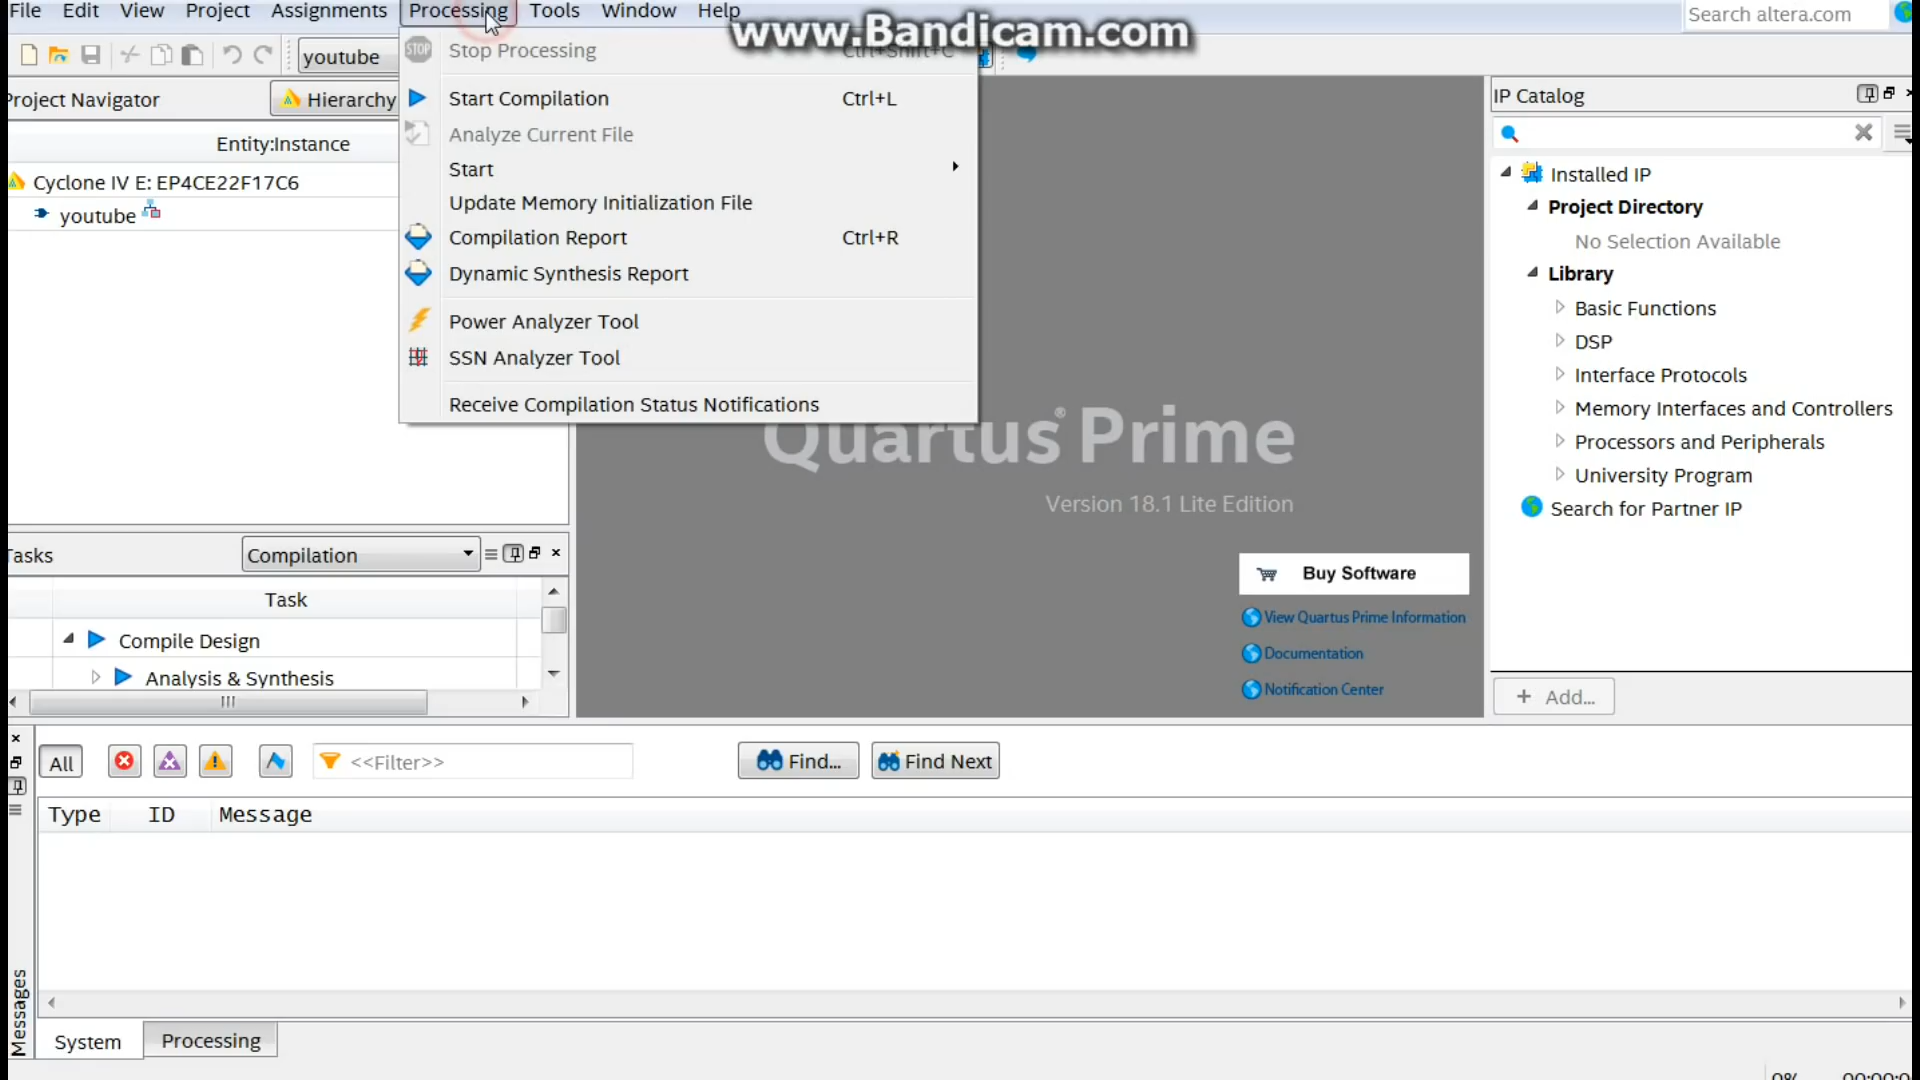 File Edit View Project Assignments Processing Tools Window Help
www.Bandicam.com
Search altera.com
youtube
STOP Stop Processing Ctrl+Shift+C
Start Compilation Ctrl+L
Analyze Current File
Start
Update Memory Initialization File
Compilation Report Ctrl+R
Dynamic Synthesis Report
Power Analyzer Tool
SSN Analyzer Tool
Receive Compilation Status Notifications
Project Navigator Hierarchy
Entity:Instance
Cyclone IV E: EP4CE22F17C6
youtube
Tasks Compilation
Task
Compile Design
Analysis & Synthesis
Quartus® Prime
Version 18.1 Lite Edition
Buy Software
View Quartus Prime Information
Documentation
Notification Center
IP Catalog
Installed IP
Project Directory
No Selection Available
Library
Basic Functions
DSP
Interface Protocols
Memory Interfaces and Controllers
Processors and Peripherals
University Program
Search for Partner IP
+ Add...
All <<Filter>> Find... Find Next
Type ID Message
Messages
System Processing
0%